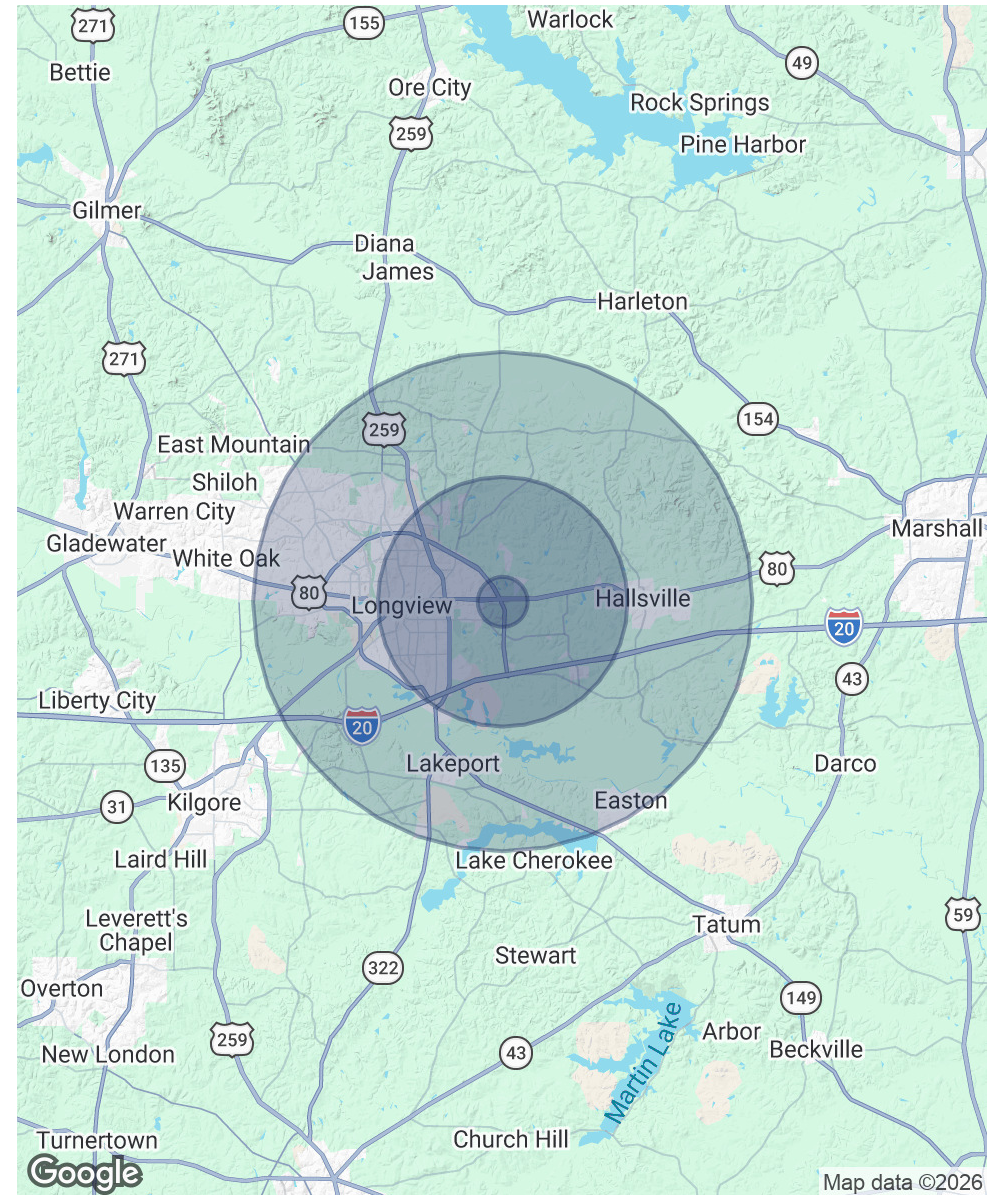 271
155
Warlock
49
Bettie
Ore City
Rock Springs
259
Pine Harbor
Gilmer
Diana
James
Harleton
271
154
259
East Mountain
Shiloh
Warren City
Marshall
Gladewater
White Oak
80
80
Longview
Hallsville
20
43
Liberty City
20
135
Lakeport
Darco
31
Kilgore
Easton
Laird Hill
Lake Cherokee
59
Leverett's
Chapel
Tatum
Stewart
322
Overton
149
Martin Lake
Arbor
259
Beckville
New London
43
Turnertown
Church Hill
Google
Map data ©2026